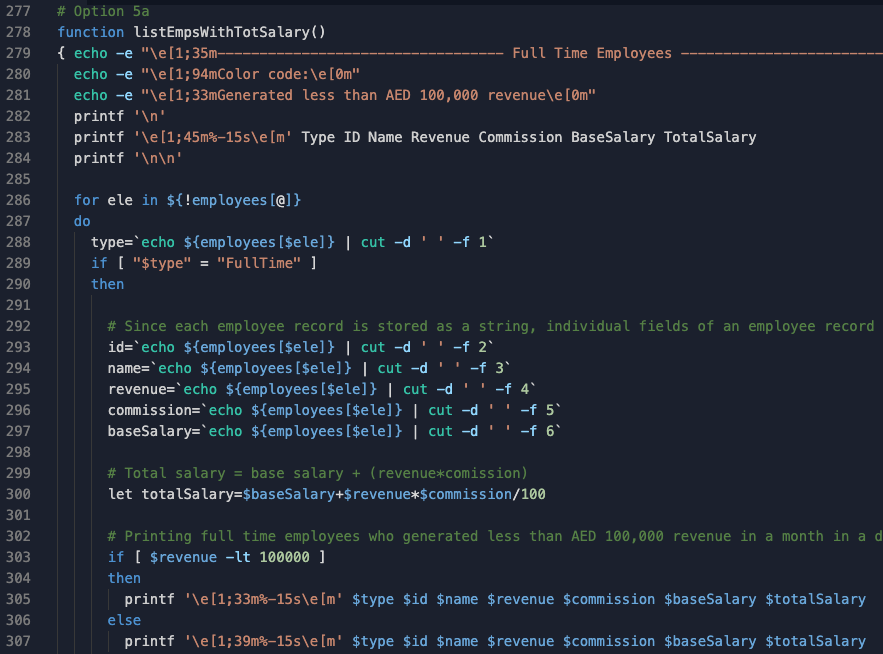 277 # Option 5a
278 function listEmpsWithTotSalary()
279 { echo -e "\e[1;35m---------------------------------- Full Time Employees ------------------------
280 echo -e "\e[1;94mColor code:\e[0m"
281 echo -e "\e[1;33mGenerated less than AED 100,000 revenue\e[0m"
282 printf '\n'
283 printf '\e[1;45m%-15s\e[m' Type ID Name Revenue Commission BaseSalary TotalSalary
284 printf '\n\n'
285
286 for ele in ${!employees[@]}
287 do
288 type=`echo ${employees[$ele]} | cut -d ' ' -f 1`
289 if [ "$type" = "FullTime" ]
290 then
291
292 # Since each employee record is stored as a string, individual fields of an employee record
293 id=`echo ${employees[$ele]} | cut -d ' ' -f 2`
294 name=`echo ${employees[$ele]} | cut -d ' ' -f 3`
295 revenue=`echo ${employees[$ele]} | cut -d ' ' -f 4`
296 commission=`echo ${employees[$ele]} | cut -d ' ' -f 5`
297 baseSalary=`echo ${employees[$ele]} | cut -d ' ' -f 6`
298
299 # Total salary = base salary + (revenue*comission)
300 let totalSalary=$baseSalary+$revenue*$commission/100
301
302 # Printing full time employees who generated less than AED 100,000 revenue in a month in a d
303 if [ $revenue -lt 100000 ]
304 then
305 printf '\e[1;33m%-15s\e[m' $type $id $name $revenue $commission $baseSalary $totalSalary
306 else
307 printf '\e[1;39m%-15s\e[m' $type $id $name $revenue $commission $baseSalary $totalSalary